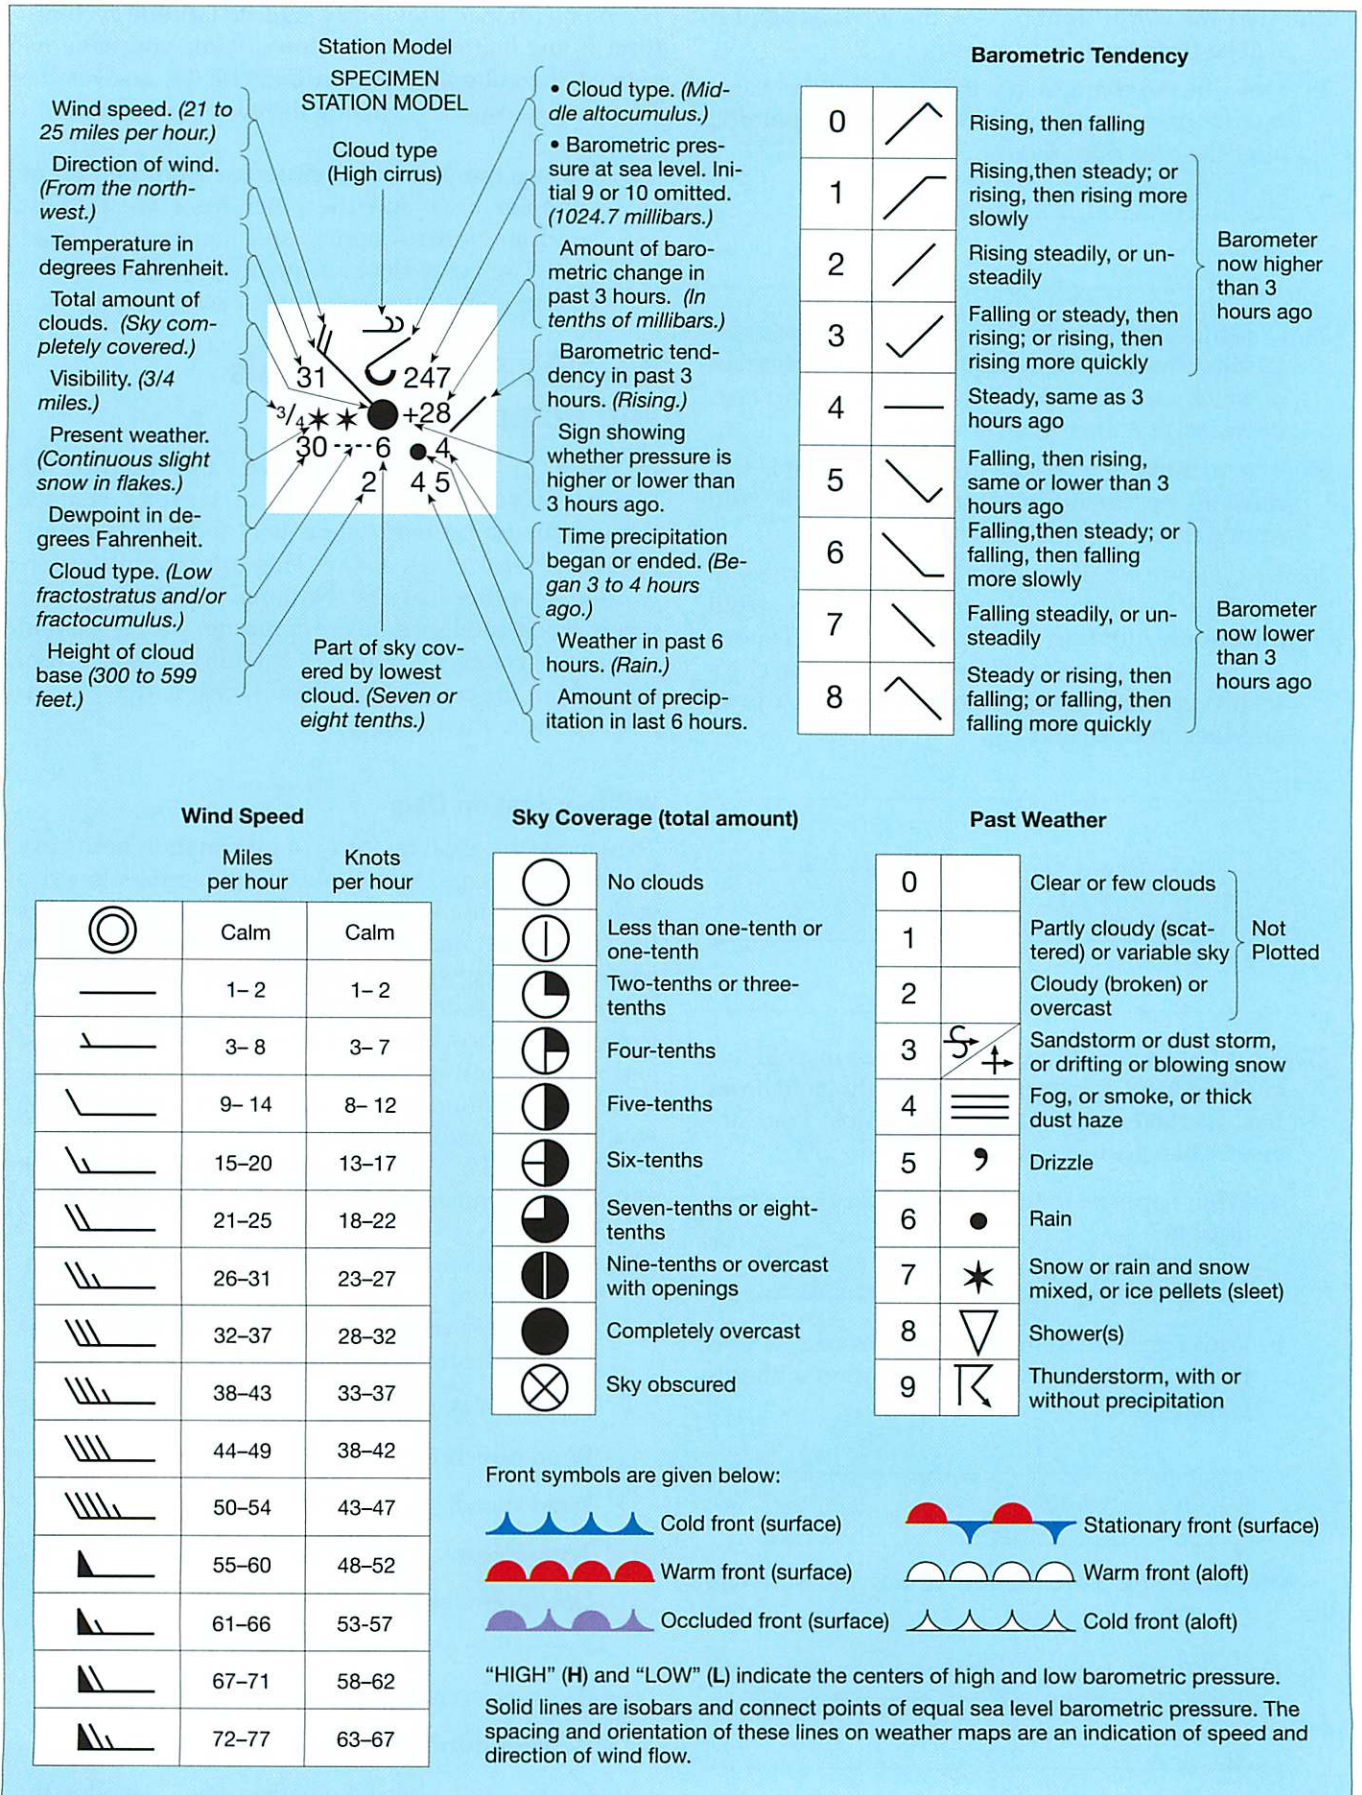 Station Model
SPECIMEN
STATION MODEL
Cloud type
(High cirrus)
Wind speed. (21 to
25 miles per hour.)
Direction of wind.
(From the north-
west.)
Temperature in
degrees Fahrenheit.
Total amount of
clouds. (Sky com-
pletely covered.)
Visibility. (3/4
miles.)
Present weather.
(Continuous slight
snow in flakes.)
Dewpoint in de-
grees Fahrenheit.
Cloud type. (Low
fractostratus and/or
fractocumulus.)
Height of cloud
base (300 to 599
feet.)
31 247
3/4 +28
30 6 4
2 4 5
Part of sky cov-
ered by lowest
cloud. (Seven or
eight tenths.)
• Cloud type. (Mid-
dle altocumulus.)
• Barometric pres-
sure at sea level. Ini-
tial 9 or 10 omitted.
(1024.7 millibars.)
Amount of baro-
metric change in
past 3 hours. (In
tenths of millibars.)
Barometric tend-
dency in past 3
hours. (Rising.)
Sign showing
whether pressure is
higher or lower than
3 hours ago.
Time precipitation
began or ended. (Be-
gan 3 to 4 hours
ago.)
Weather in past 6
hours. (Rain.)
Amount of precip-
itation in last 6 hours.
Barometric Tendency
0 Rising, then falling
1 Rising,then steady; or
rising, then rising more
slowly
2 Rising steadily, or un-
steadily
3 Falling or steady, then
rising; or rising, then
rising more quickly
Barometer
now higher
than 3
hours ago
4 Steady, same as 3
hours ago
5 Falling, then rising,
same or lower than 3
hours ago
6 Falling,then steady; or
falling, then falling
more slowly
7 Falling steadily, or un-
steadily
8 Steady or rising, then
falling; or falling, then
falling more quickly
Barometer
now lower
than 3
hours ago
Wind Speed
Miles
per hour
Knots
per hour
Calm Calm
1– 2 1– 2
3– 8 3– 7
9– 14 8– 12
15–20 13–17
21–25 18–22
26–31 23–27
32–37 28–32
38–43 33–37
44–49 38–42
50–54 43–47
55–60 48–52
61–66 53-57
67–71 58–62
72–77 63–67
Sky Coverage (total amount)
No clouds
Less than one-tenth or
one-tenth
Two-tenths or three-
tenths
Four-tenths
Five-tenths
Six-tenths
Seven-tenths or eight-
tenths
Nine-tenths or overcast
with openings
Completely overcast
Sky obscured
Past Weather
0 Clear or few clouds
1 Partly cloudy (scat-
tered) or variable sky
2 Cloudy (broken) or
overcast
Not
Plotted
3 Sandstorm or dust storm,
or drifting or blowing snow
4 Fog, or smoke, or thick
dust haze
5 Drizzle
6 Rain
7 Snow or rain and snow
mixed, or ice pellets (sleet)
8 Shower(s)
9 Thunderstorm, with or
without precipitation
Front symbols are given below:
Cold front (surface)
Stationary front (surface)
Warm front (surface)
Warm front (aloft)
Occluded front (surface)
Cold front (aloft)
“HIGH” (H) and “LOW” (L) indicate the centers of high and low barometric pressure.
Solid lines are isobars and connect points of equal sea level barometric pressure. The
spacing and orientation of these lines on weather maps are an indication of speed and
direction of wind flow.